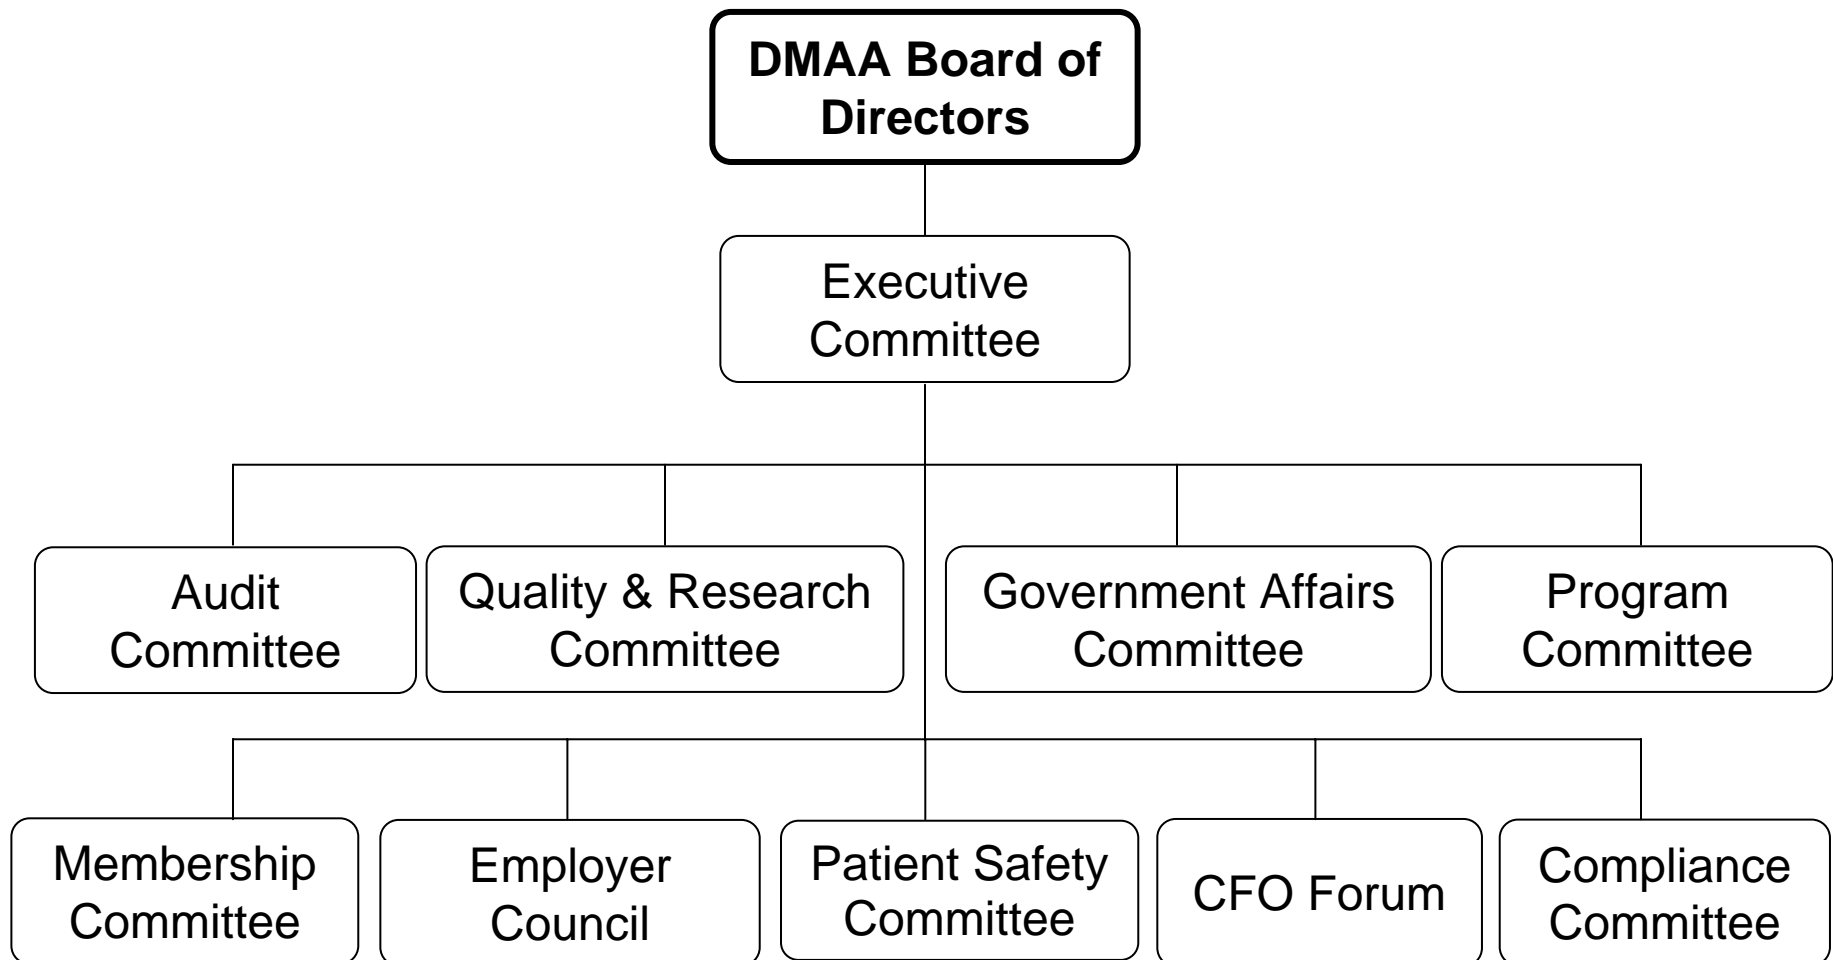 DMAA Board of
Directors
Executive
Committee
Audit
Committee
Quality & Research
Committee
Government Affairs
Committee
Program
Committee
Membership
Committee
Employer
Council
Patient Safety
Committee
CFO Forum
Compliance
Committee